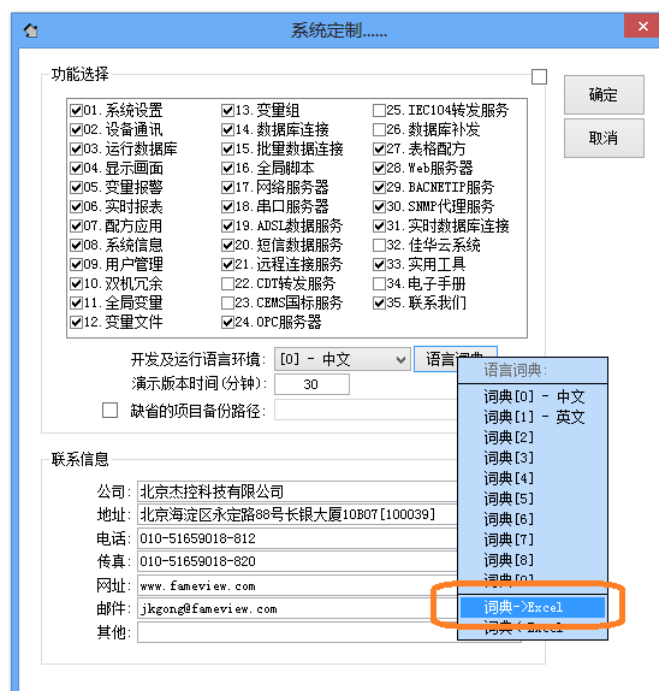 系统定制......
功能选择
确定
取消
01. 系统设置 13. 变量组 25. IEC104转发服务
02. 设备通讯 14. 数据库连接 26. 数据库补发
03. 运行数据库 15. 批量数据连接 27. 表格配方
04. 显示画面 16. 全局脚本 28. Web服务器
05. 变量报警 17. 网络服务器 29. BACNETIP服务
06. 实时报表 18. 串口服务器 30. SNMP代理服务
07. 配方应用 19. ADSL数据服务 31. 实时数据库连接
08. 系统信息 20. 短信数据服务 32. 佳华云系统
09. 用户管理 21. 远程连接服务 33. 实用工具
10. 双机冗余 22. CDT转发服务 34. 电子手册
11. 全局变量 23. CEMS国标服务 35. 联系我们
12. 变量文件 24. OPC服务器
开发及运行语言环境: [0] - 中文 语言词典
演示版本时间(分钟): 30
缺省的项目备份路径:
语言词典:
词典[0] - 中文
词典[1] - 英文
词典[2]
词典[3]
词典[4]
词典[5]
词典[6]
词典[7]
词典[8]
词典[9]
词典->Excel
联系信息
公司: 北京杰控科技有限公司
地址: 北京海淀区永定路88号长银大厦10B07[100039]
电话: 010-51659018-812
传真: 010-51659018-820
网址: www.fameview.com
邮件: jkgong@fameview.com
其他: